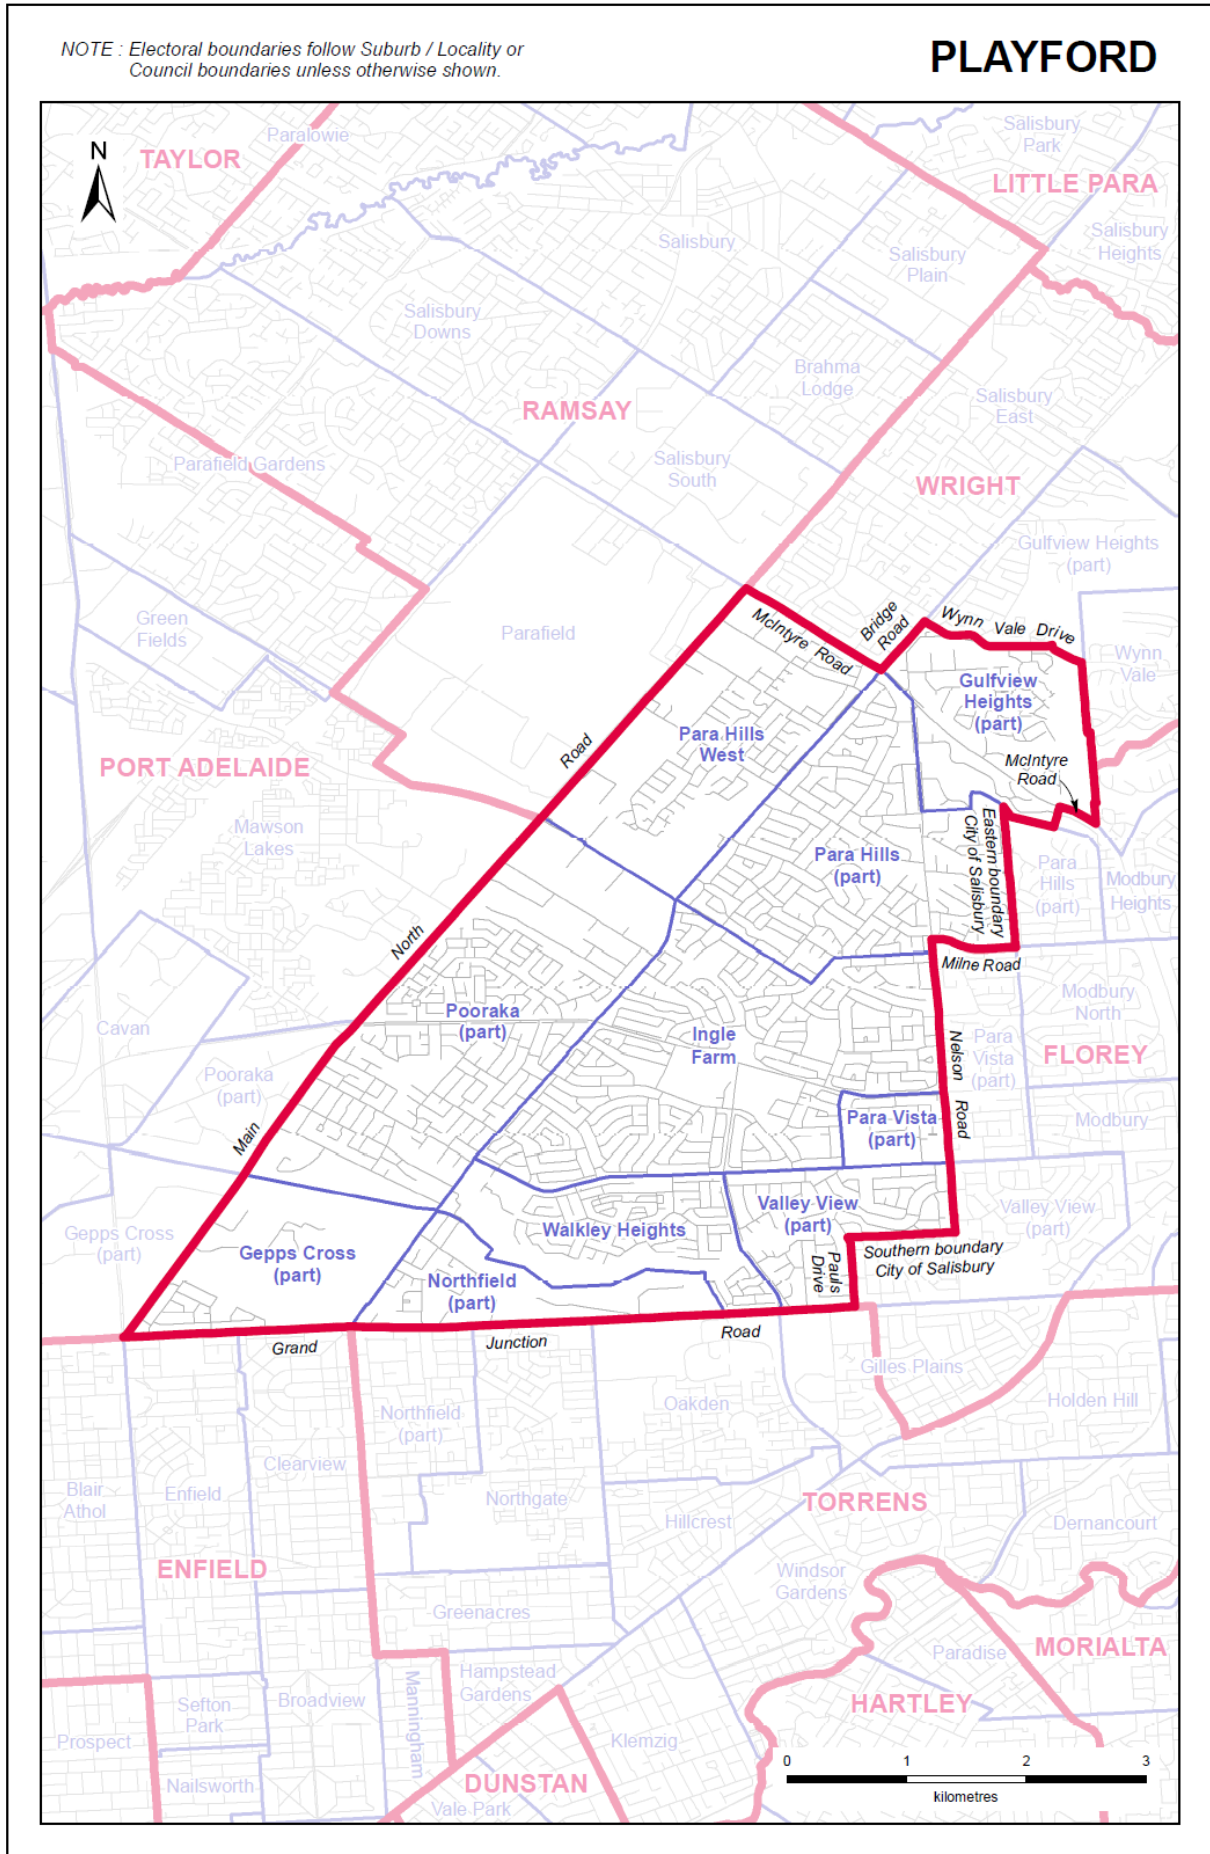 NOTE : Electoral boundaries follow Suburb / Locality or
Council boundaries unless otherwise shown.
PLAYFORD
N
TAYLOR
Paralowie
Salisbury
Park
LITTLE PARA
Salisbury
Heights
Salisbury
Salisbury
Plain
Salisbury
Downs
Brahma
Lodge
Salisbury
East
RAMSAY
Parafield Gardens
Salisbury
South
WRIGHT
Gulfview Heights
(part)
Green
Fields
Parafield
McIntyre Road
Bridge
Road
Wynn Vale Drive
Wynn
Vale
Gulfview
Heights
(part)
Para Hills
West
Road
McIntyre
Road
PORT ADELAIDE
Mawson
Lakes
Para Hills
(part)
Eastern boundary
City of Salisbury
Para
Hills
(part)
Modbury
Heights
North
Milne Road
Modbury
North
Cavan
Pooraka
(part)
Ingle
Farm
Nelson Road
Para
Vista
(part)
FLOREY
Pooraka
(part)
Main
Para Vista
(part)
Modbury
Gepps Cross
(part)
Valley View
(part)
Valley View
(part)
Walkley Heights
Gepps Cross
(part)
Northfield
(part)
Pauls
Drive
Southern boundary
City of Salisbury
Grand
Junction
Road
Gilles Plains
Northfield
(part)
Oakden
Holden Hill
Clearview
Blair
Athol
Enfield
Northgate
TORRENS
Hillcrest
Dernancourt
ENFIELD
Windsor
Gardens
Greenacres
Paradise
MORIALTA
Hampstead
Gardens
Sefton
Park
Broadview
Manningham
HARTLEY
Prospect
Klemzig
Nailsworth
DUNSTAN
Vale Park
0 1 2 3
kilometres